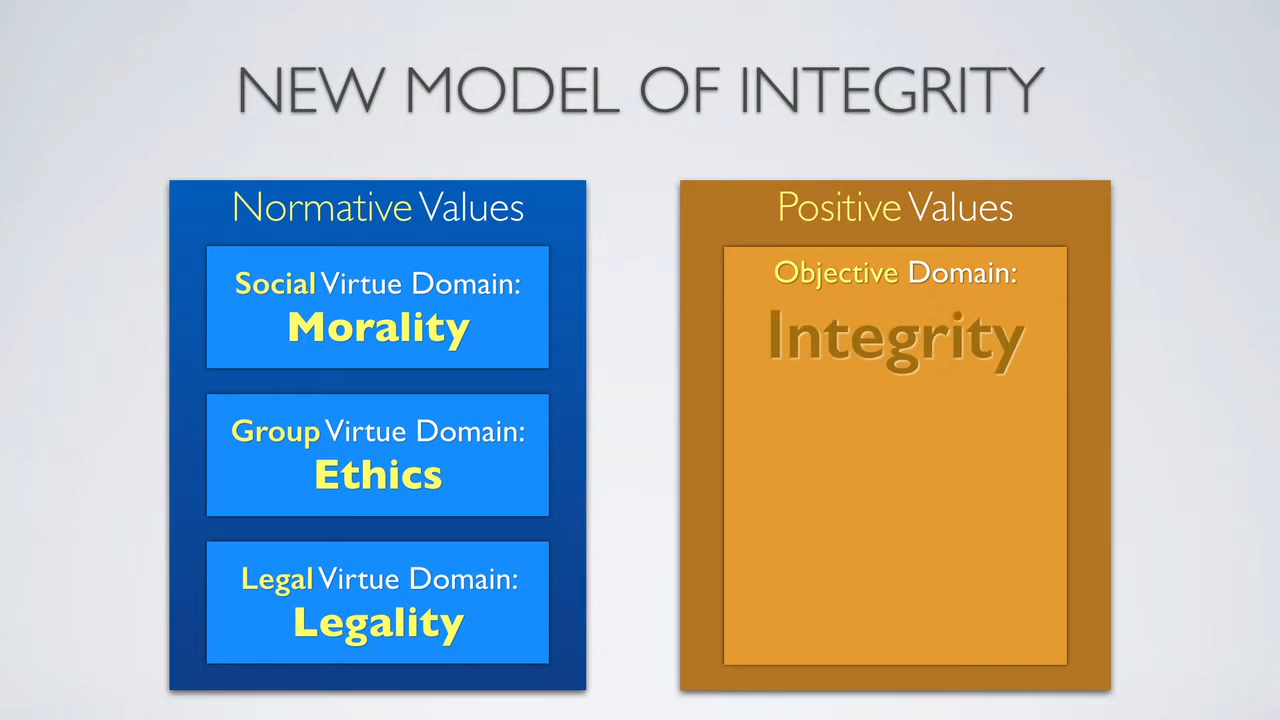 NEW MODEL OF INTEGRITY
Normative Values
Social Virtue Domain:
Morality
Group Virtue Domain:
Ethics
Legal Virtue Domain:
Legality
Positive Values
Objective Domain:
Integrity